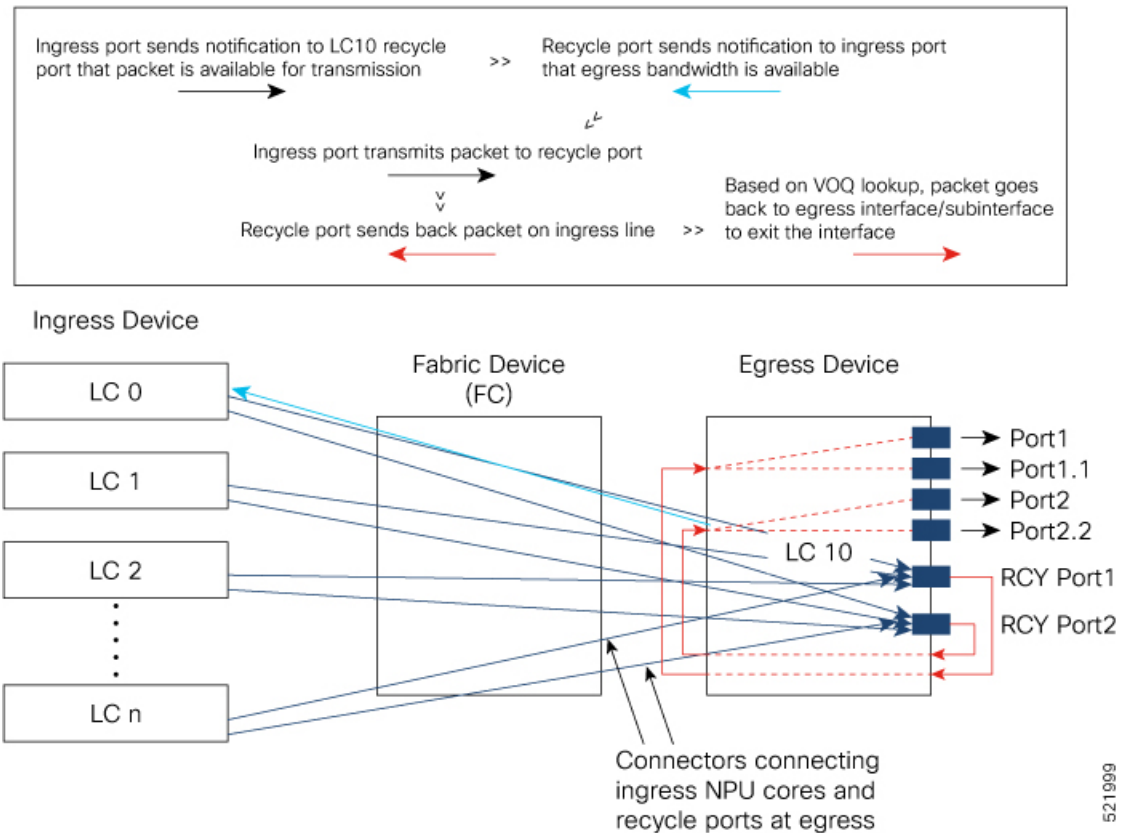 Ingress port sends notification to LC10 recycle
port that packet is available for transmission
>>
Recycle port sends notification to ingress port
that egress bandwidth is available
>>
Ingress port transmits packet to recycle port
>>
Recycle port sends back packet on ingress line
>>
Based on VOQ lookup, packet goes
back to egress interface/subinterface
to exit the interface
Ingress Device
Fabric Device
(FC)
Egress Device
LC 0
LC 1
LC 2
LC n
LC 10
Port1
Port1.1
Port2
Port2.2
RCY Port1
RCY Port2
Connectors connecting
ingress NPU cores and
recycle ports at egress
521999